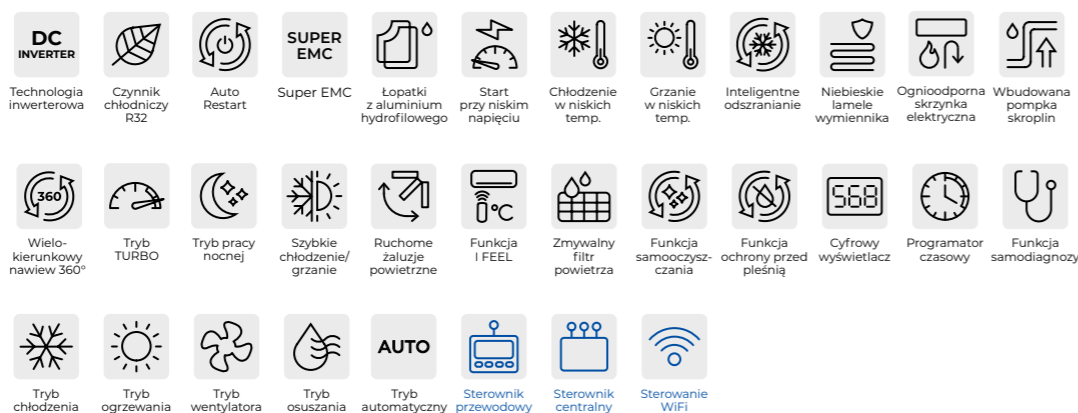 DC
INVERTER
SUPER
EMC
Technologia
inwerterowa
Czynnik
chłodniczy
R32
Auto
Restart
Super EMC
Łopatki
z aluminium
hydrofilowego
Start
przy niskim
napięciu
Chłodzenie
w niskich
temp.
Grzanie
w niskich
temp.
Inteligentne
odszranianie
Niebieskie
lamele
wymiennika
Ognioodporna
skrzynka
elektryczna
Wbudowana
pompka
skroplin
360
°C
568
Wielo-
kierunkowy
nawiew 360°
Tryb
TURBO
Tryb pracy
nocnej
Szybkie
chłodzenie/
grzanie
Ruchome
żaluzje
powietrzne
Funkcja
I FEEL
Zmywalny
filtr
powietrza
Funkcja
samooczysz-
czania
Funkcja
ochrony przed
pleśnią
Cyfrowy
wyświetlacz
Programator
czasowy
Funkcja
samodiagnozy
AUTO
Tryb
chłodzenia
Tryb
ogrzewania
Tryb
wentylatora
Tryb
osuszania
Tryb
automatyczny
Sterownik
przewodowy
Sterownik
centralny
Sterowanie
WiFi